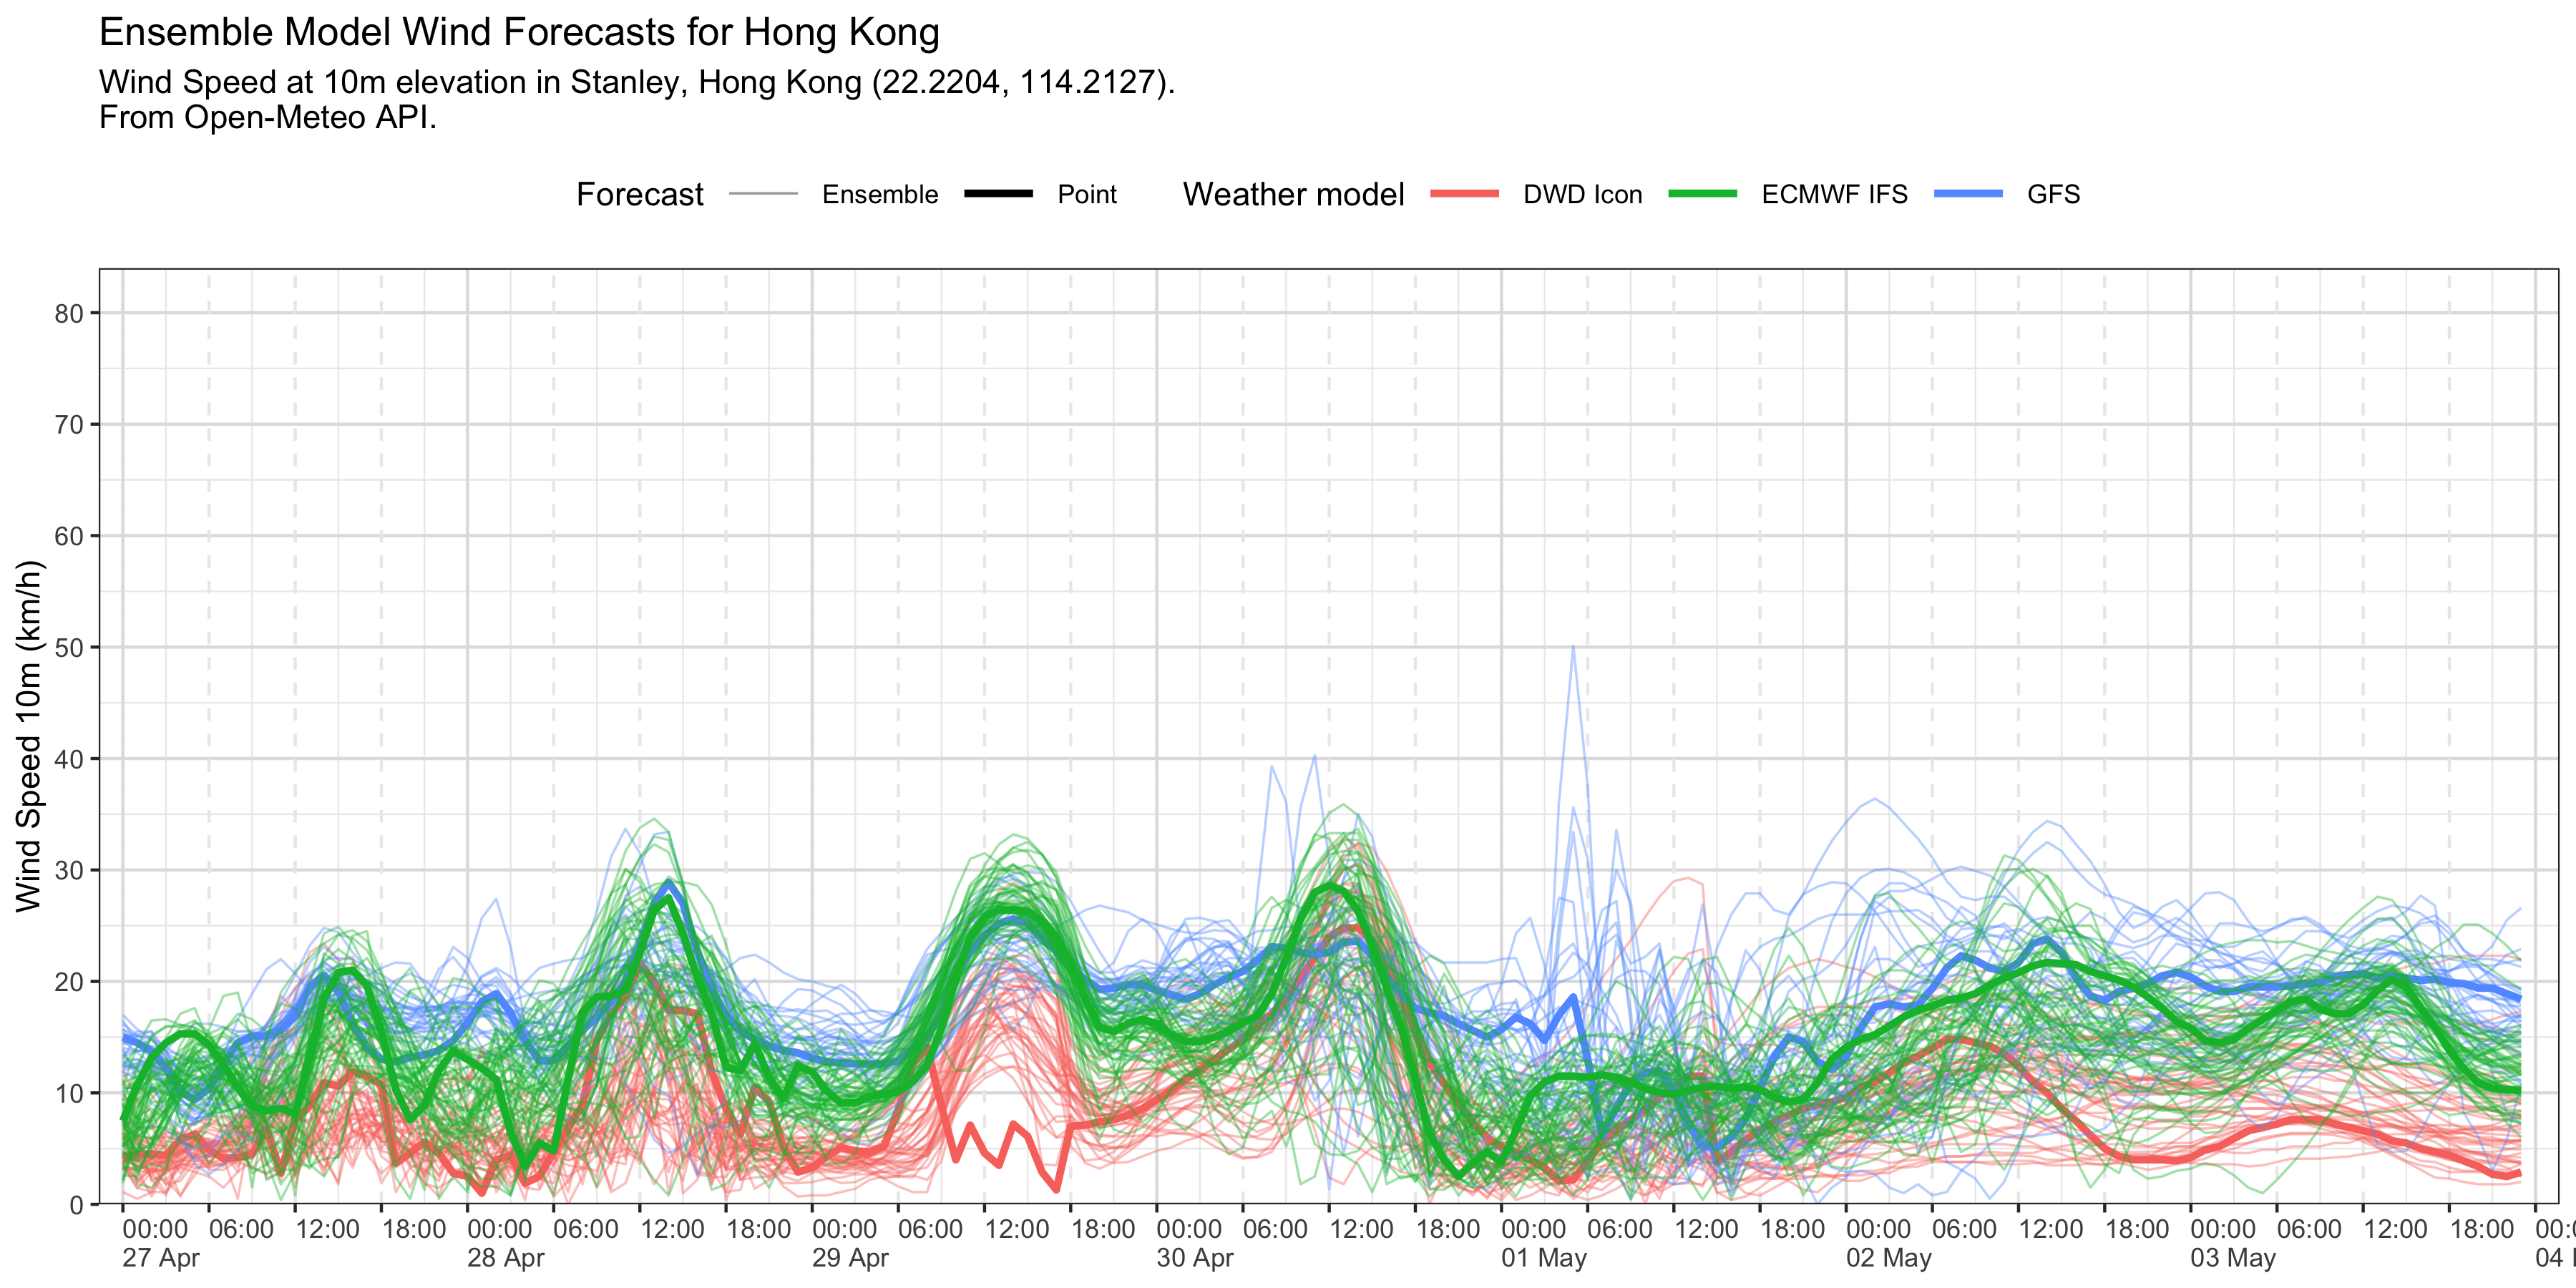 Ensemble Model Wind Forecasts for Hong Kong
Wind Speed at 10m elevation in Stanley, Hong Kong (22.2204, 114.2127).
From Open-Meteo API.
Forecast Ensemble Point Weather model DWD Icon ECMWF IFS GFS
Wind Speed 10m (km/h)
80
70
60
50
40
30
20
10
0
00:00 06:00 12:00 18:00 00:00 06:00 12:00 18:00 00:00 06:00 12:00 18:00 00:00 06:00 12:00 18:00 00:00 06:00 12:00 18:00 00:00 06:00 12:00 18:00 00:00 06:00 12:00 18:00
27 Apr 28 Apr 29 Apr 30 Apr 01 May 02 May 03 May 04